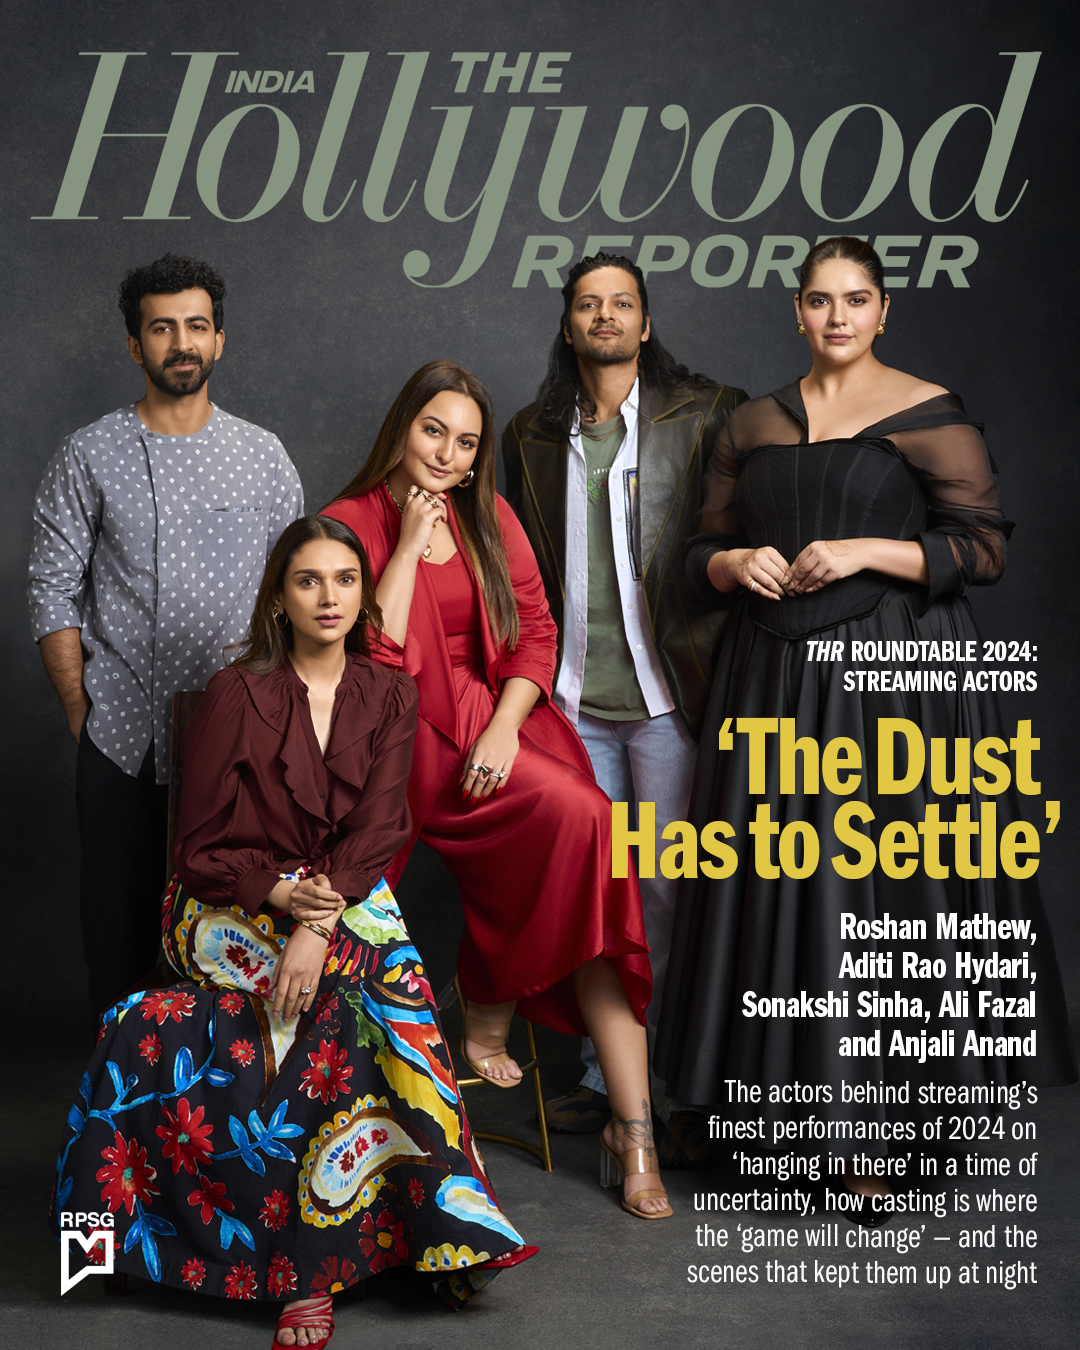 INDIA
THE
Hollywood
REPORTER
THR ROUNDTABLE 2024:
STREAMING ACTORS
‘The Dust
Has to Settle’
Roshan Mathew,
Aditi Rao Hydari,
Sonakshi Sinha, Ali Fazal
and Anjali Anand
The actors behind streaming’s
finest performances of 2024 on
‘hanging in there’ in a time of
uncertainty, how casting is where
the ‘game will change’ – and the
scenes that kept them up at night
RPSG